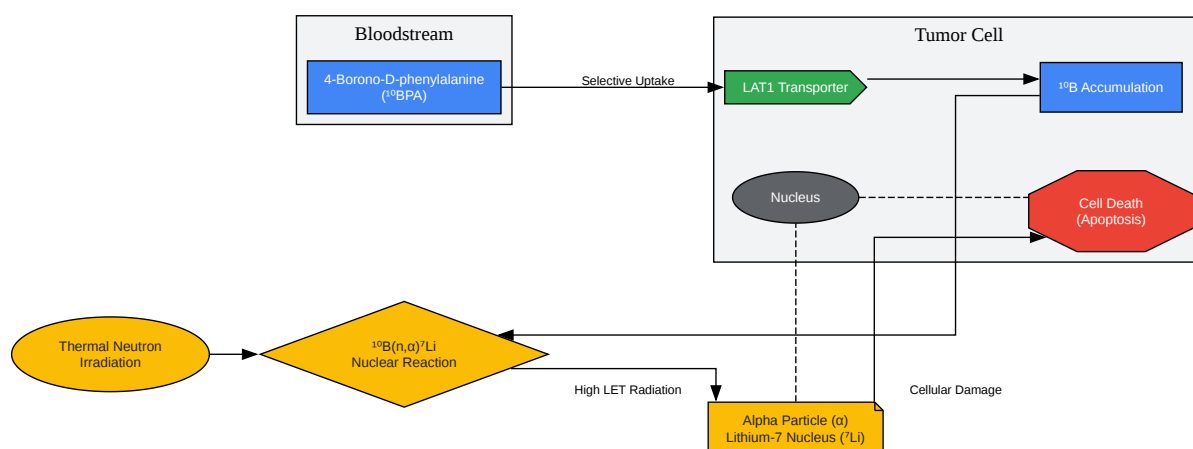 Bloodstream
4-Borono-D-phenylalanine
(¹⁰BPA)
Selective Uptake
Tumor Cell
LAT1 Transporter
¹⁰B Accumulation
Nucleus
Cell Death
(Apoptosis)
Thermal Neutron
Irradiation
¹⁰B(n,α)⁷Li
Nuclear Reaction
High LET Radiation
Cellular Damage
Alpha Particle (α)
Lithium-7 Nucleus (⁷Li)